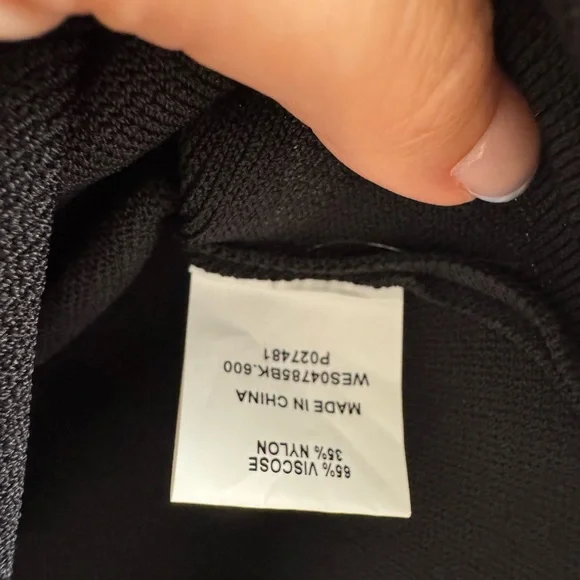 65% VISCOSE
35% NYLON
MADE IN CHINA
WES04785BK.600
P027481